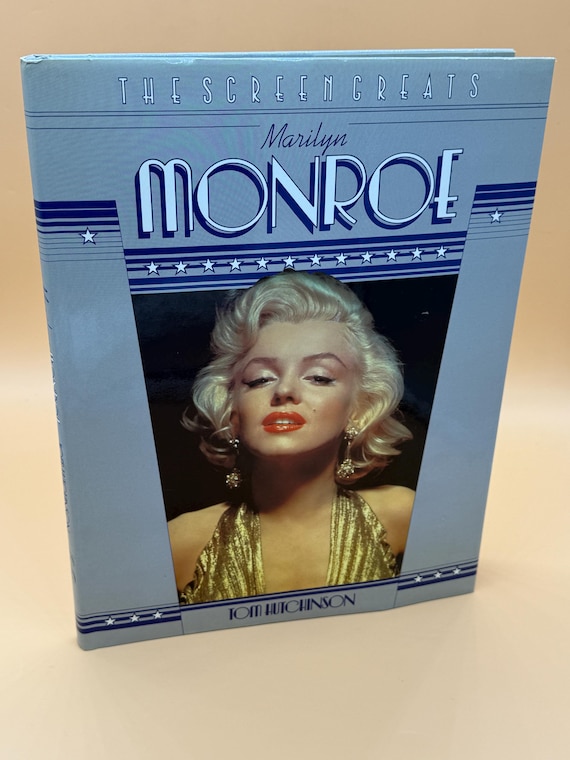 THE SCREEN GREATS
Marilyn
MONROE
TOM HUTCHINSON